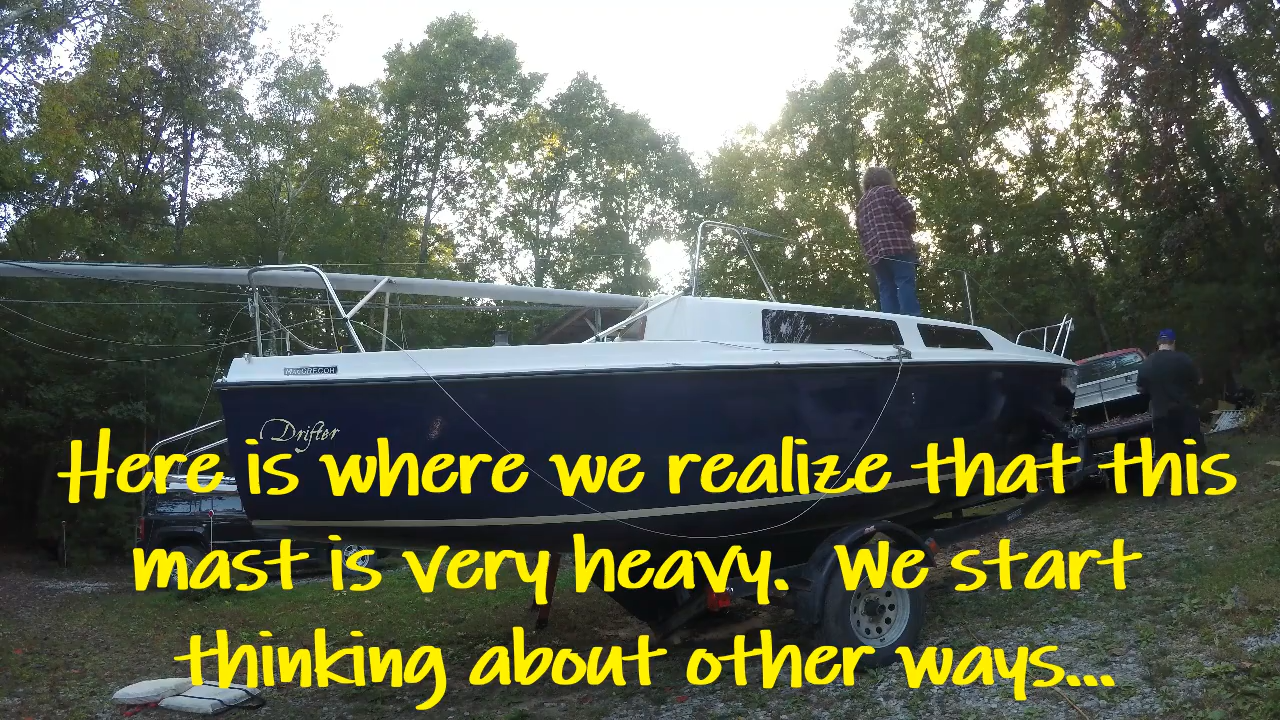 MACGREGOR
Drifter
Here is where we realize that this
mast is very heavy. We start
thinking about other ways...